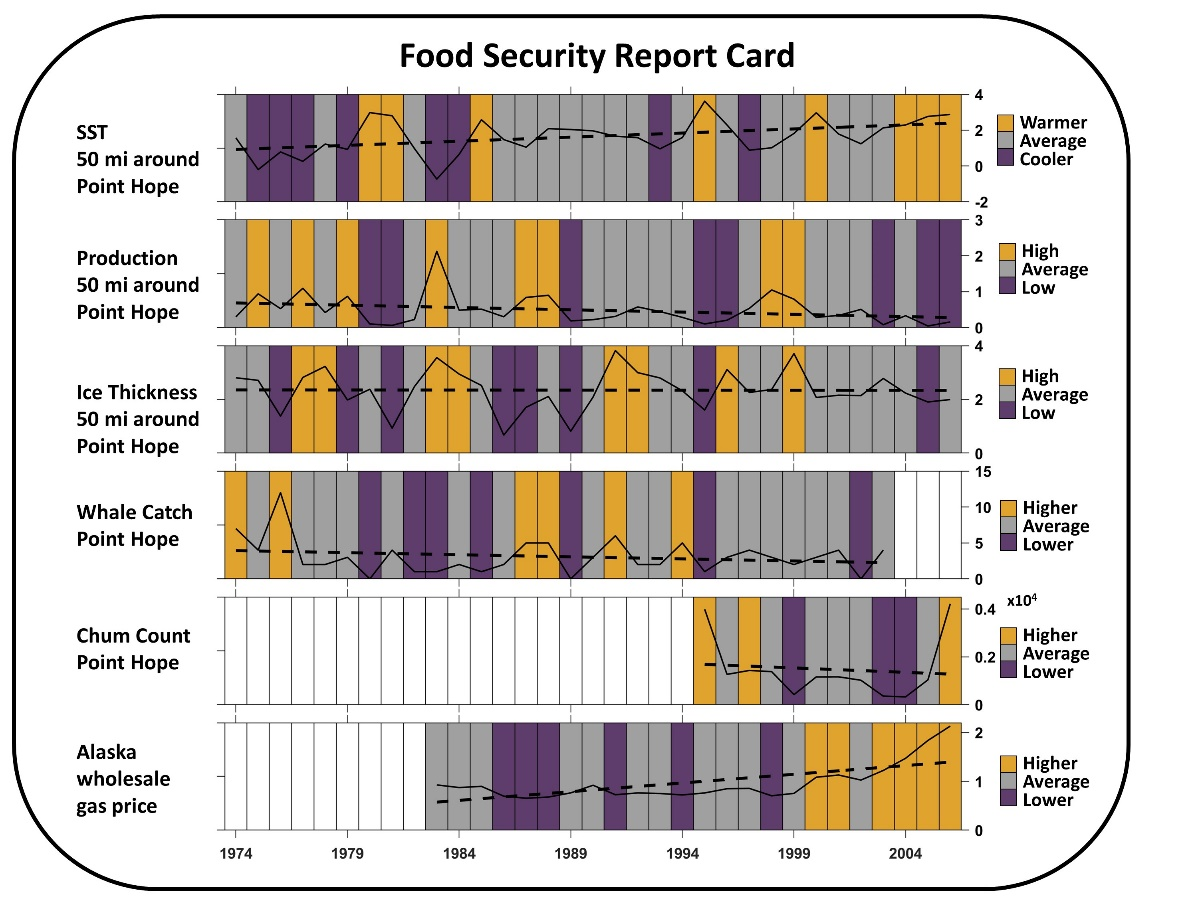 Food Security Report Card
SST
50 mi around
Point Hope
4
2
0
-2
Warmer
Average
Cooler
Production
50 mi around
Point Hope
3
2
1
0
High
Average
Low
Ice Thickness
50 mi around
Point Hope
4
2
0
High
Average
Low
Whale Catch
Point Hope
15
10
5
0
Higher
Average
Lower
Chum Count
Point Hope
x10⁴
0.4
0.2
0
Higher
Average
Lower
Alaska
wholesale
gas price
2
1
0
Higher
Average
Lower
1974 1979 1984 1989 1994 1999 2004